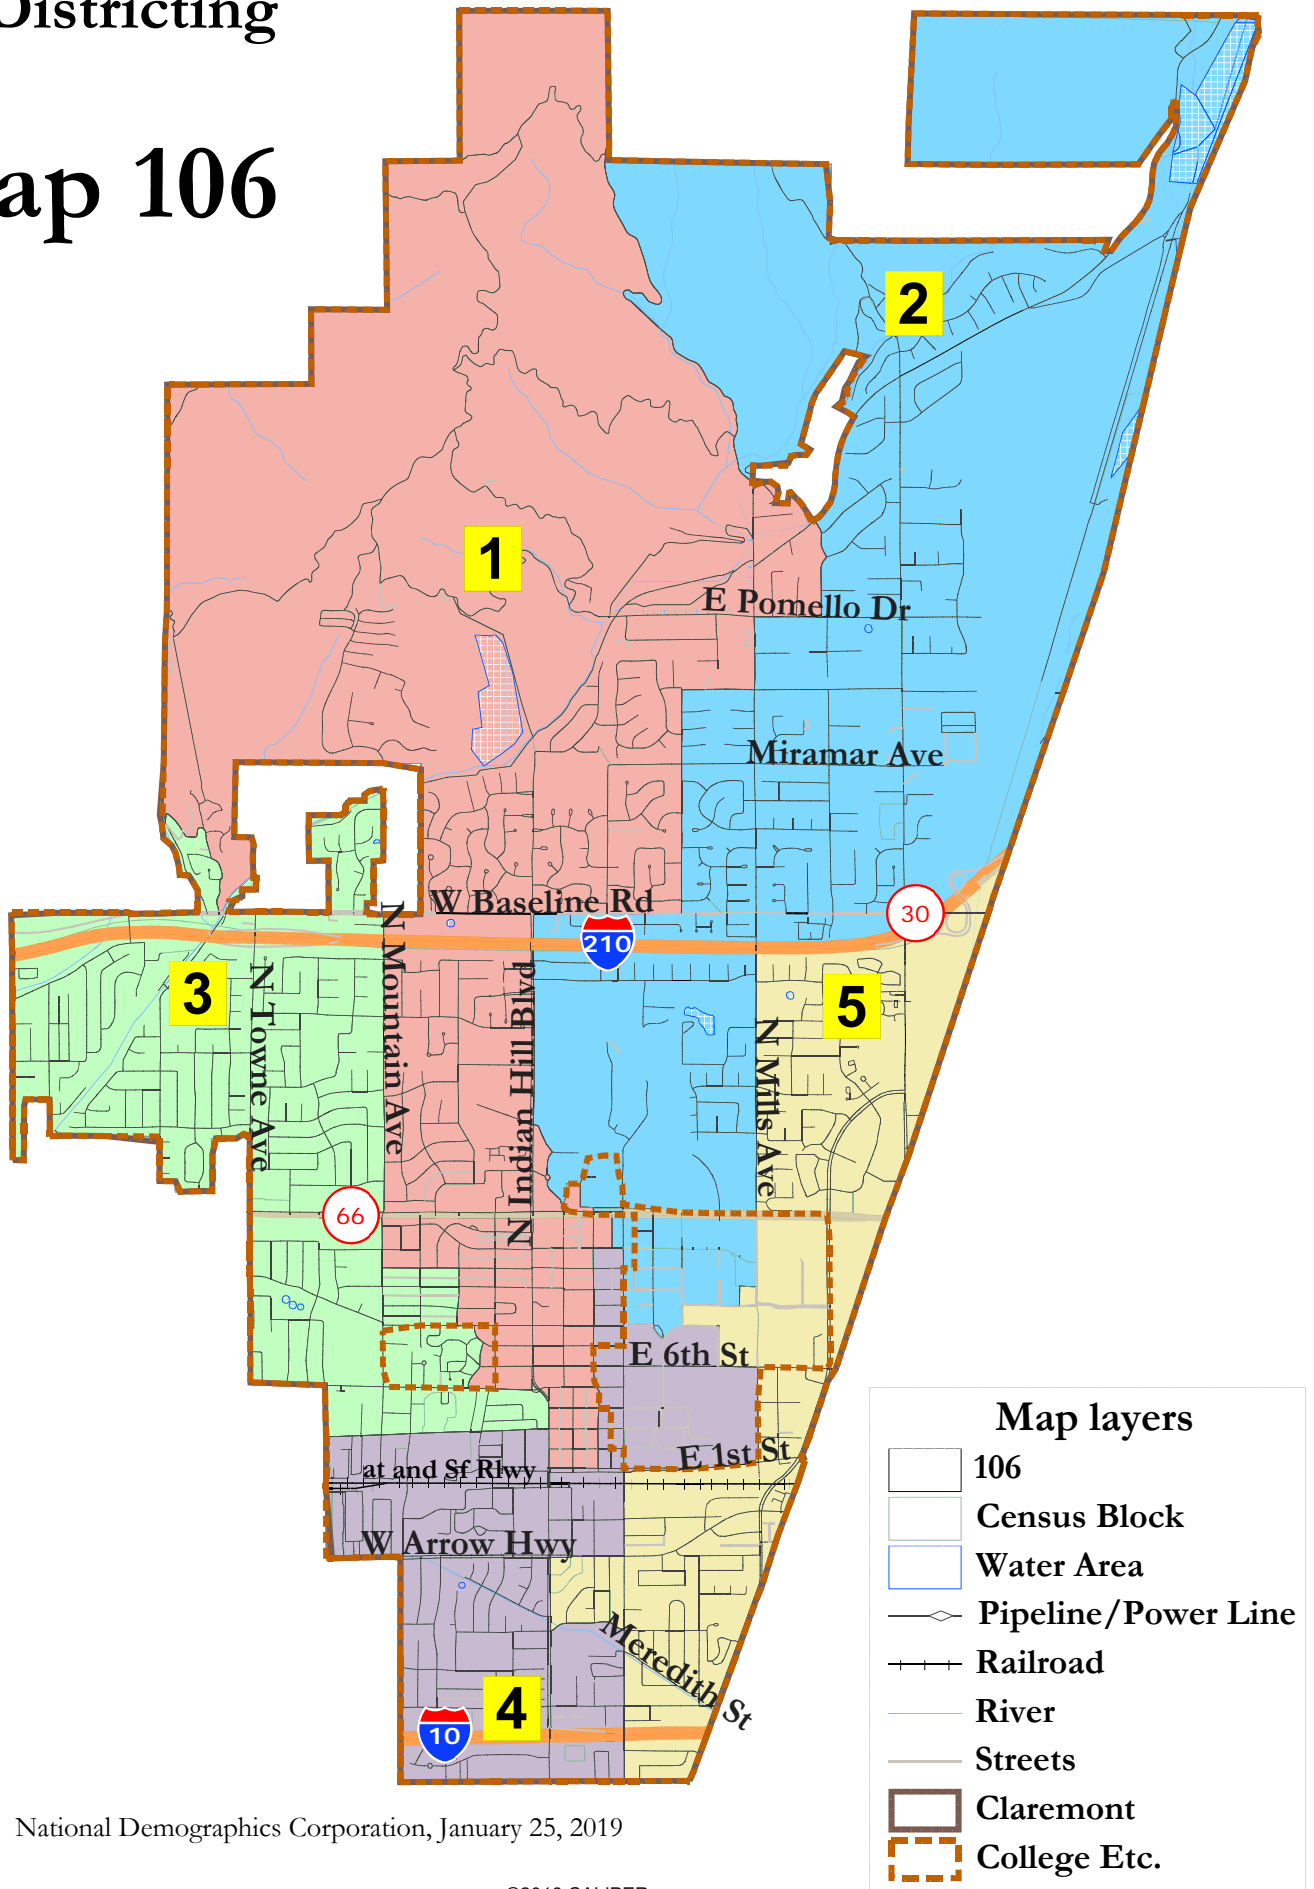 Districting
ap 106
2
1
E Pomello Dr
Miramar Ave
W Baseline Rd
30
210
3
5
N Towne Ave
N Mountain Ave
N Indian Hill Blvd
N Mills Ave
66
E 6th St
E 1st St
at and Sf Rlwy
W Arrow Hwy
Meredith St
4
10
Map layers
106
Census Block
Water Area
Pipeline/Power Line
Railroad
River
Streets
Claremont
College Etc.
National Demographics Corporation, January 25, 2019